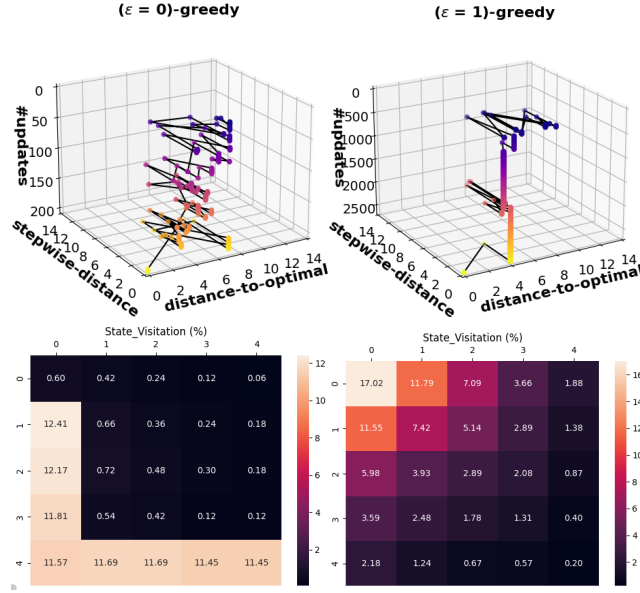 (ε = 0)-greedy
(ε = 1)-greedy
#updates
0
50
100
150
200
stepwise-distance
14
12
10
8
6
4
2
0
distance-to-optimal
0
2
4
6
8
10
12
14
#updates
0
500
1000
1500
2000
2500
stepwise-distance
14
12
10
8
6
4
2
0
distance-to-optimal
0
2
4
6
8
10
12
14
State_Visitation (%)
0 1 2 3 4
0 0.60 0.42 0.24 0.12 0.06
1 12.41 0.66 0.36 0.24 0.18
2 12.17 0.72 0.48 0.30 0.18
3 11.81 0.54 0.42 0.12 0.12
4 11.57 11.69 11.69 11.45 11.45
12
10
8
6
4
2
State_Visitation (%)
0 1 2 3 4
0 17.02 11.79 7.09 3.66 1.88
1 11.55 7.42 5.14 2.89 1.38
2 5.98 3.93 2.89 2.08 0.87
3 3.59 2.48 1.78 1.31 0.40
4 2.18 1.24 0.67 0.57 0.20
16
14
12
10
8
6
4
2